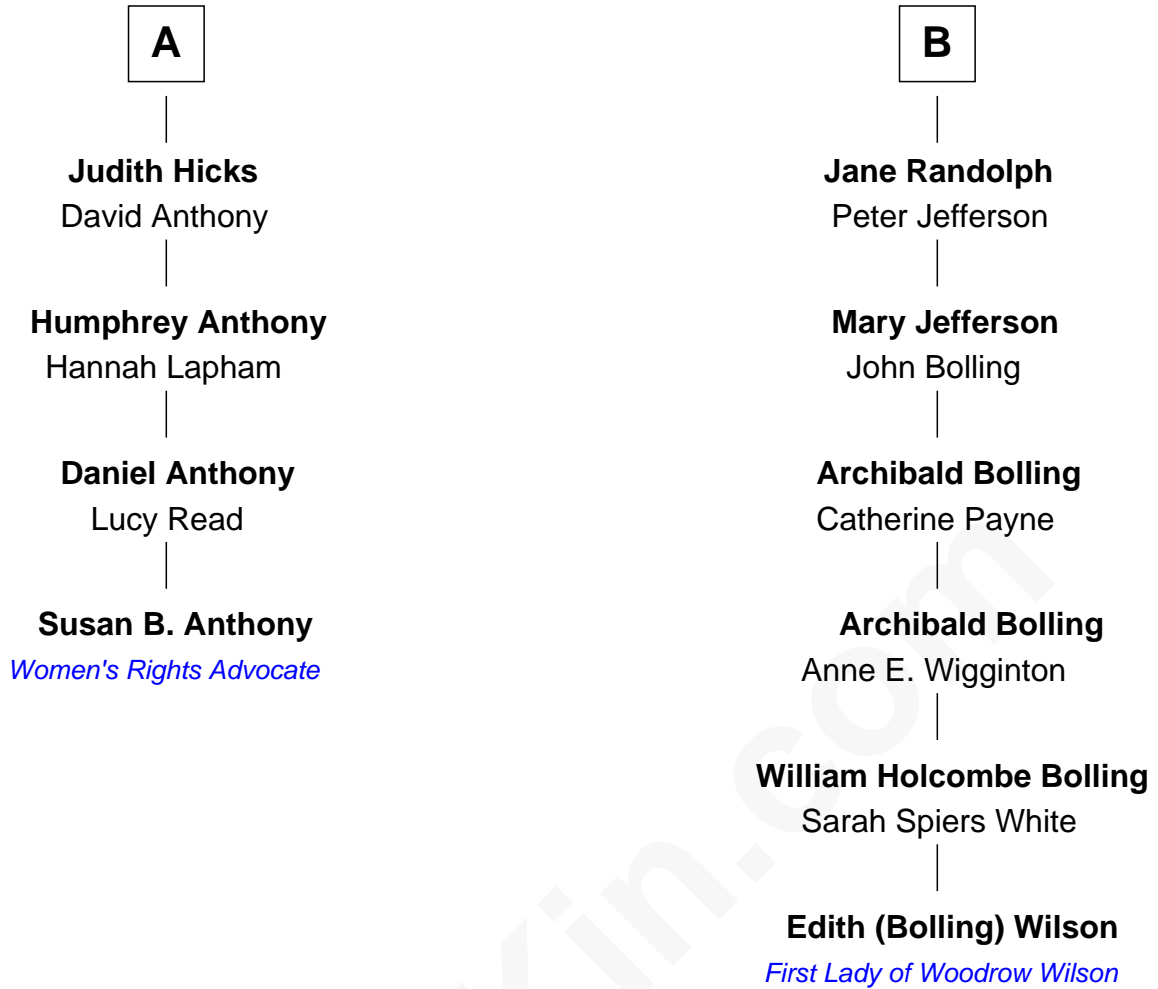 A
Judith Hicks
David Anthony
Humphrey Anthony
Hannah Lapham
Daniel Anthony
Lucy Read
Susan B. Anthony
Women's Rights Advocate
B
Jane Randolph
Peter Jefferson
Mary Jefferson
John Bolling
Archibald Bolling
Catherine Payne
Archibald Bolling
Anne E. Wigginton
William Holcombe Bolling
Sarah Spiers White
Edith (Bolling) Wilson
First Lady of Woodrow Wilson
Kin.com